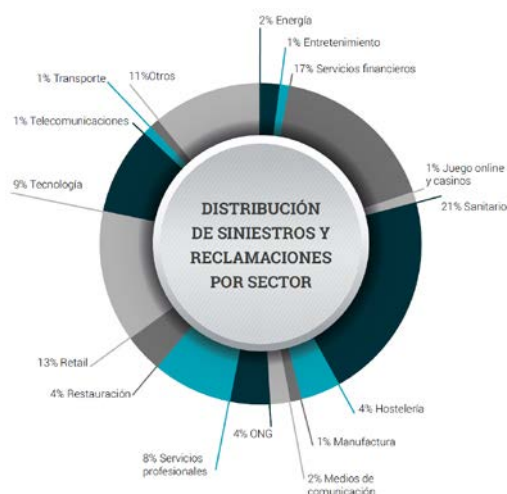 2% Energía
1% Entretenimiento
17% Servicios financieros
1% Juego online
y casinos
21% Sanitario
4% Hostelería
1% Manufactura
2% Medios de
comunicación
4% ONG
8% Servicios
profesionales
4% Restauración
13% Retail
9% Tecnología
1% Telecomunicaciones
1% Transporte
11%Otros
DISTRIBUCIÓN
DE SINIESTROS Y
RECLAMACIONES
POR SECTOR